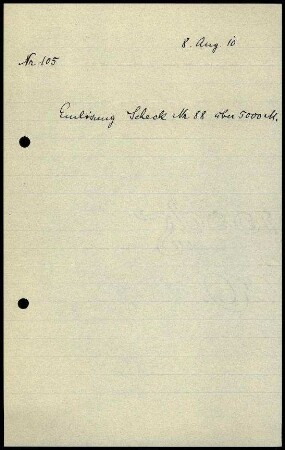 8. Aug. 10
Nr. 105
Einlösung Scheck Nr 88 über 5000 M.